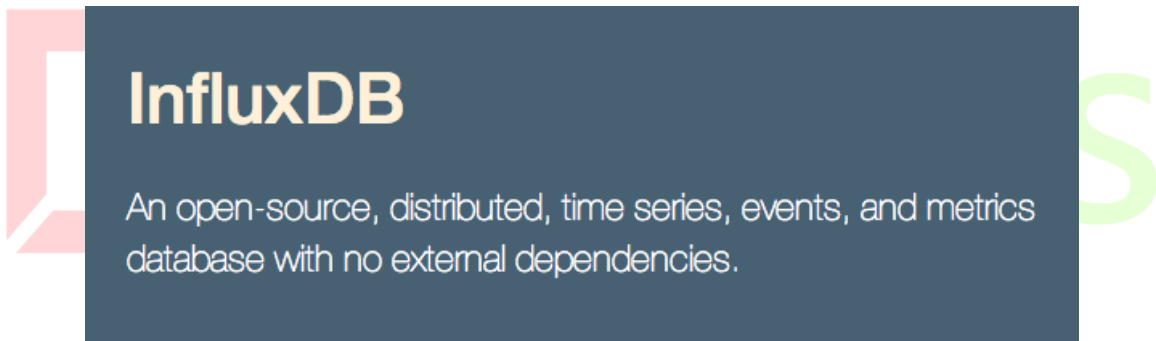 InfluxDB
An open-source, distributed, time series, events, and metrics
database with no external dependencies.